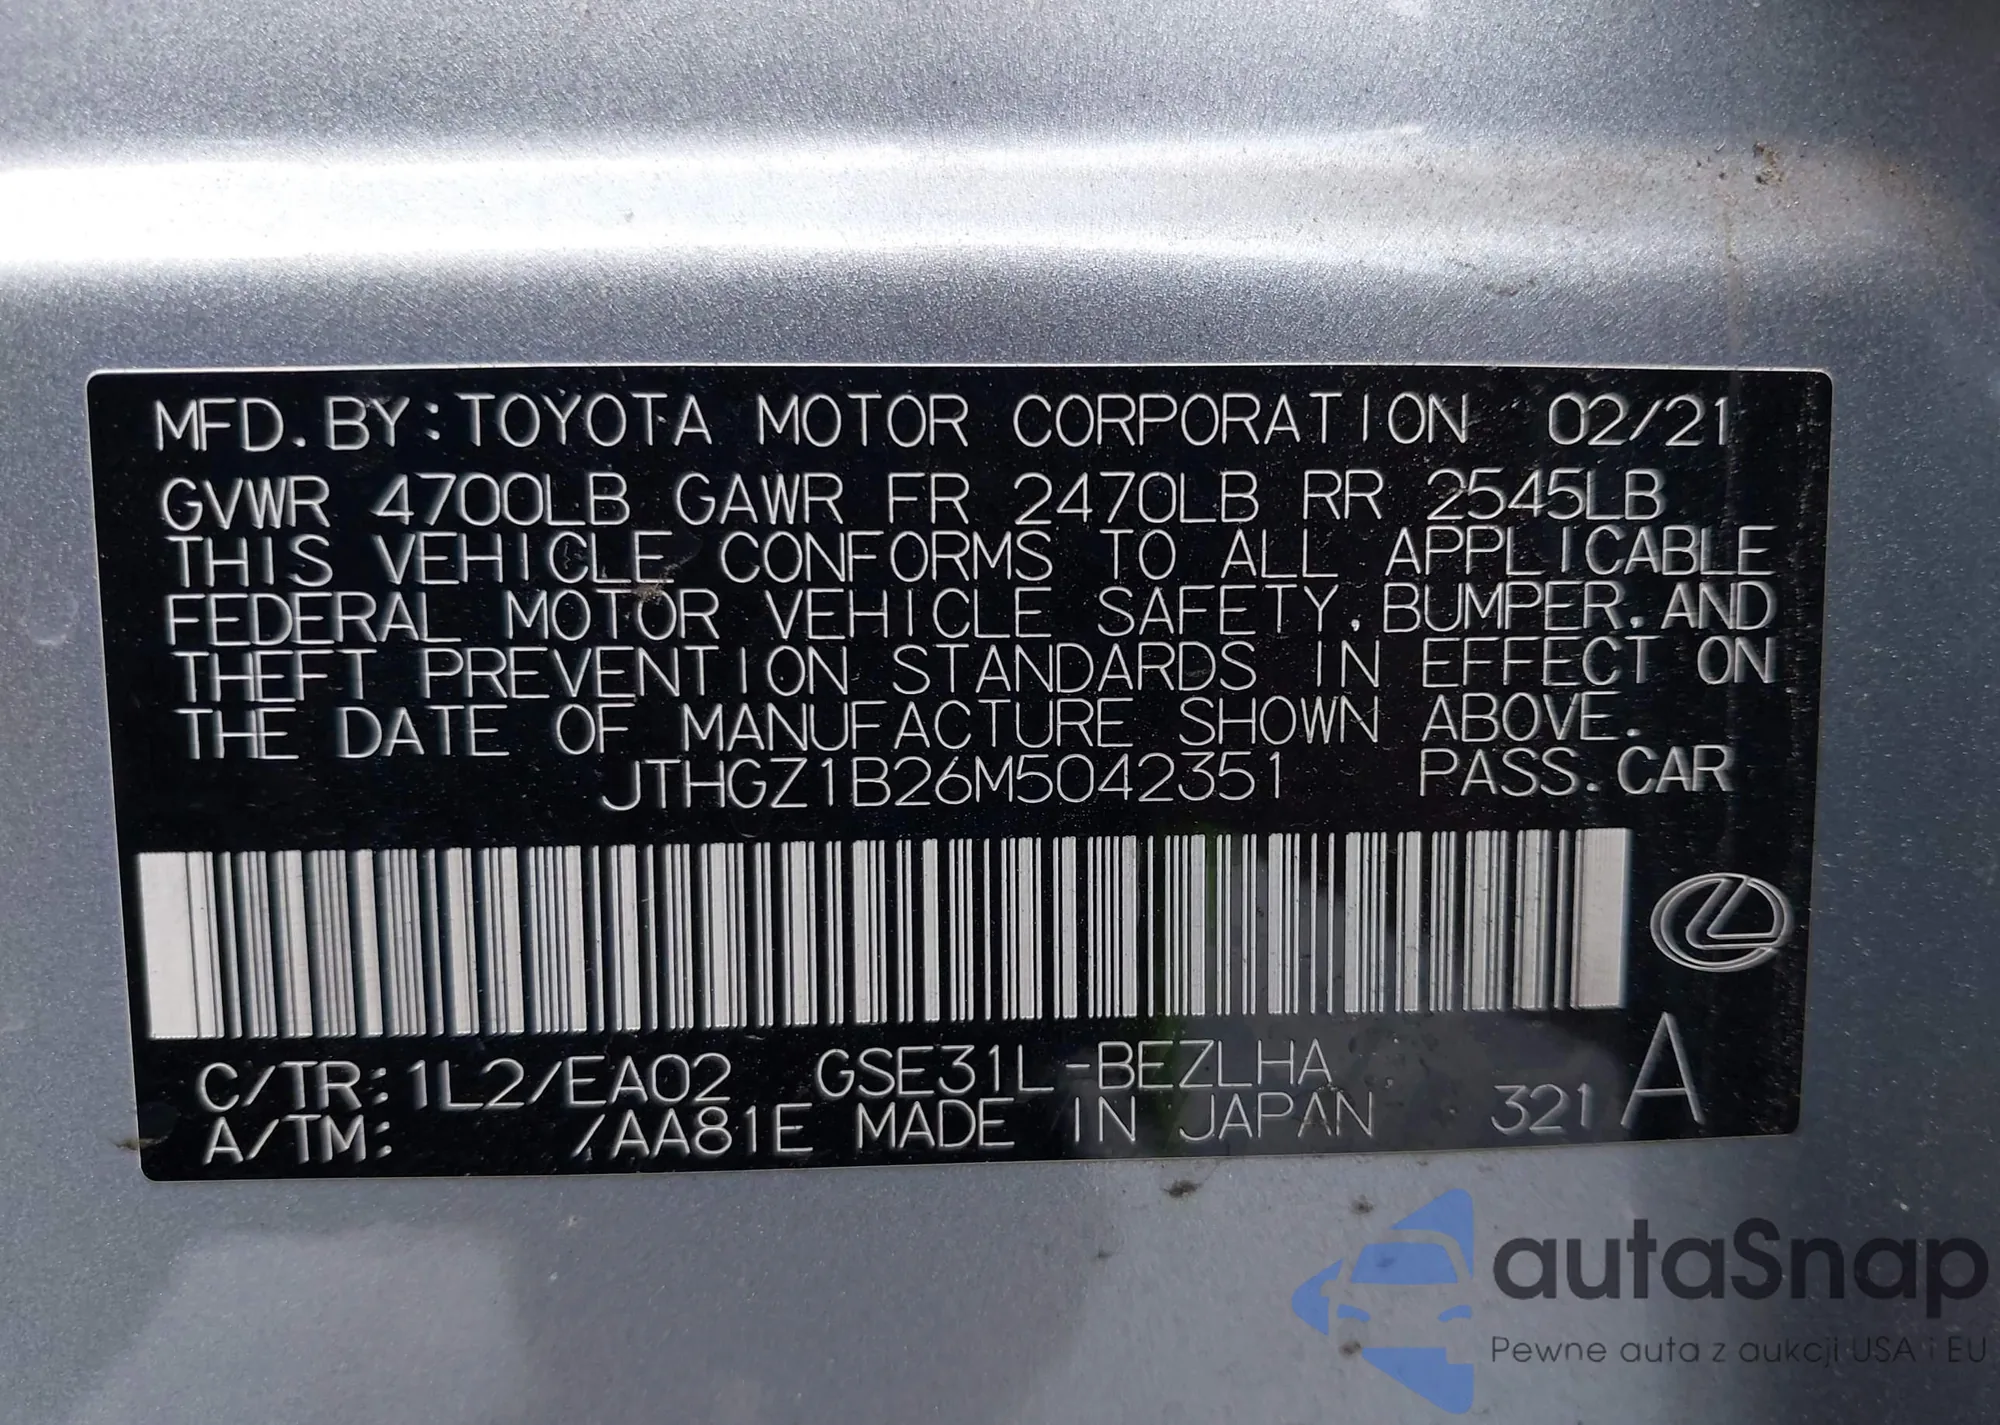 MFD. BY: TOYOTA MOTOR CORPORATION 02/21
GVWR 4700LB GAWR FR 2470LB RR 2545LB
THIS VEHICLE CONFORMS TO ALL APPLICABLE
FEDERAL MOTOR VEHICLE SAFETY, BUMPER, AND
THEFT PREVENTION STANDARDS IN EFFECT ON
THE DATE OF MANUFACTURE SHOWN ABOVE.
JTHGZ1B26M5042351 PASS. CAR
C/TR: 1L2/EA02 GSE31L-BEZLHA
A/TM: /AA81E MADE IN JAPAN 321 A
autaSnap
Pewne auta z aukcji USA i EU